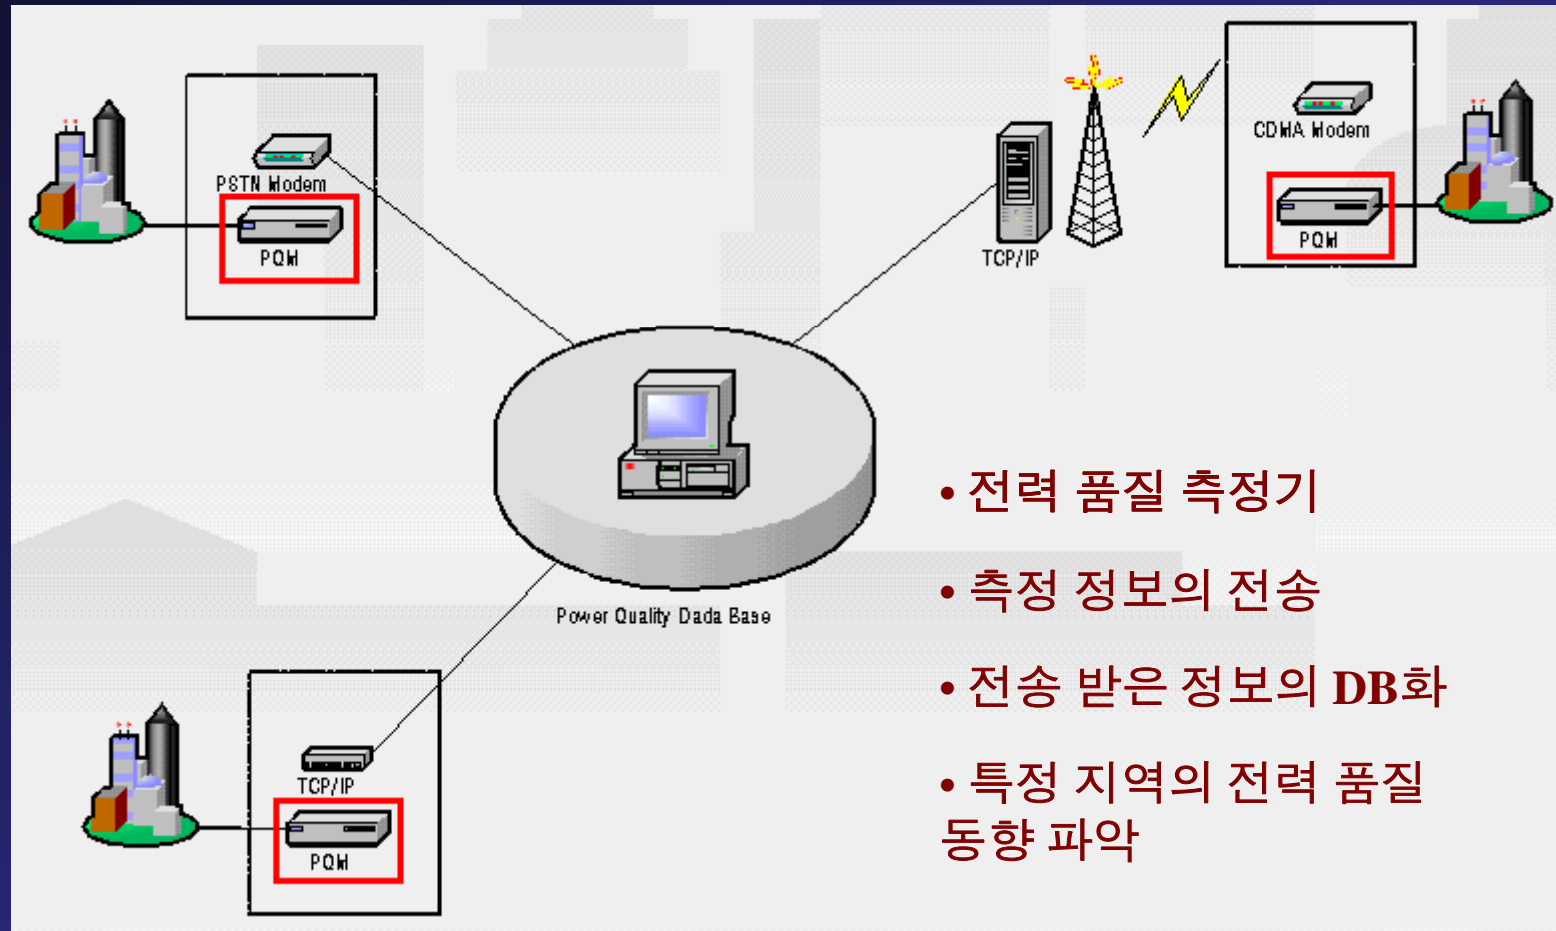 PSTN Modem
PQM
TCP/IP
CDMA Modem
PQM
Power Quality Dada Base
TCP/IP
PQM
• 전력 품질 측정기
• 측정 정보의 전송
• 전송 받은 정보의 DB화
• 특정 지역의 전력 품질
동향 파악